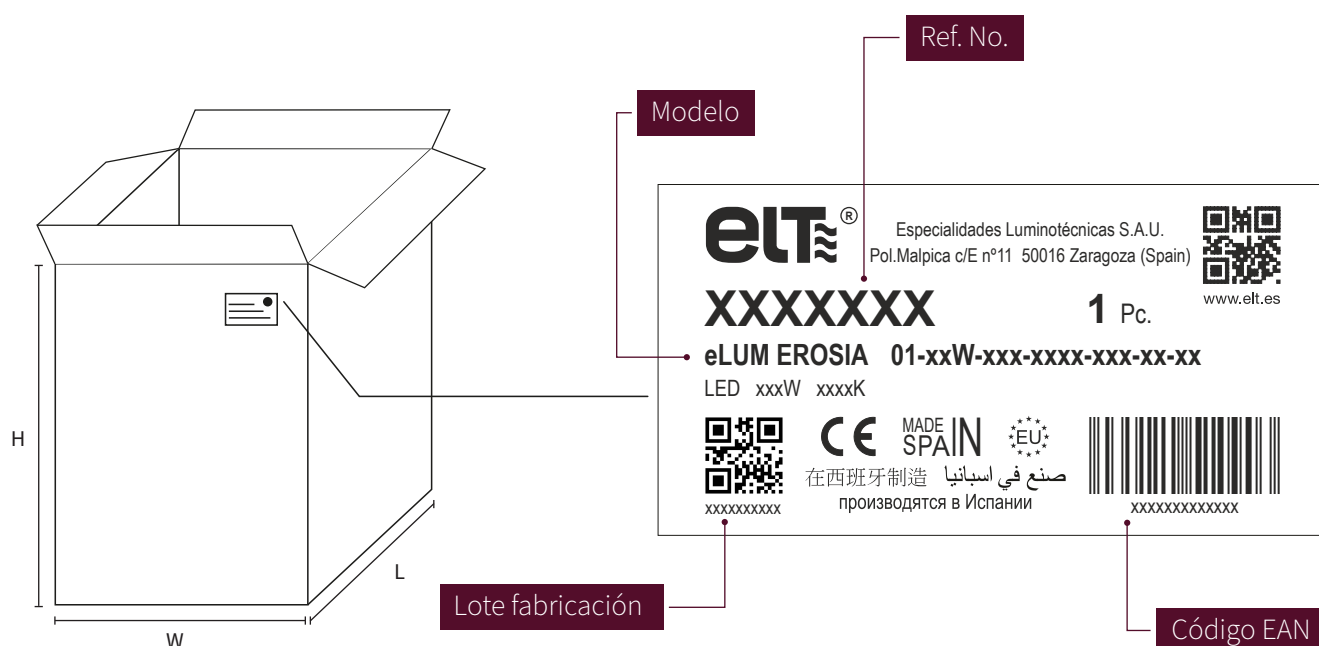 Ref. No.
Modelo
eLT®
Especialidades Luminotécnicas S.A.U.
Pol.Malpica c/E nº11 50016 Zaragoza (Spain)
www.elt.es
XXXXXXX 1 Pc.
eLUM EROSIA 01-xxW-xxx-xxxx-xxx-xx-xx
LED xxxW xxxxK
CE
MADE
SPAIN
EU
在西班牙制造 صنع في اسبانيا
производятся в Испании
xxxxxxxxxx
xxxxxxxxxxxxx
H
L
W
Lote fabricación
Código EAN